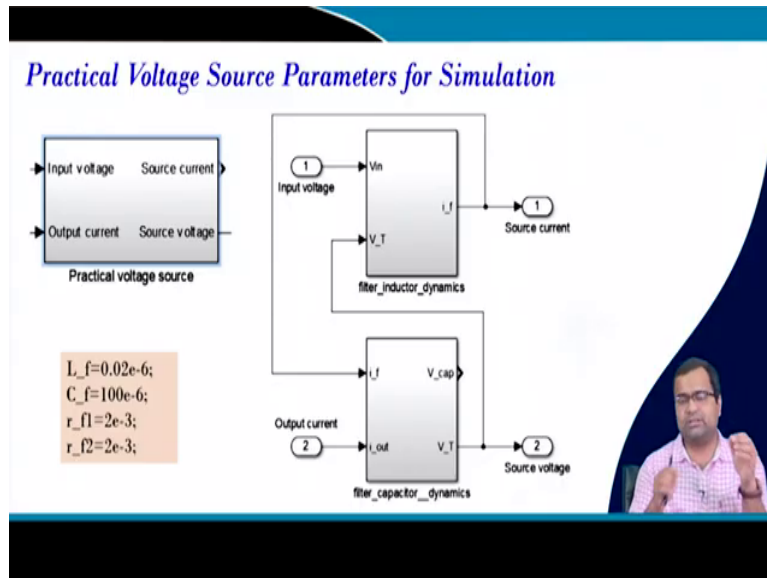 Practical Voltage Source Parameters for Simulation
Input voltage
Source current
Output current
Source voltage
Practical voltage source
1
Input voltage
Vin
V_T
i_f
filter_inductor_dynamics
1
Source current
L_f=0.02e-6;
C_f=100e-6;
r_f1=2e-3;
r_f2=2e-3;
Output current
2
i_f
i_out
V_cap
V_T
filter_capacitor__dynamics
2
Source voltage